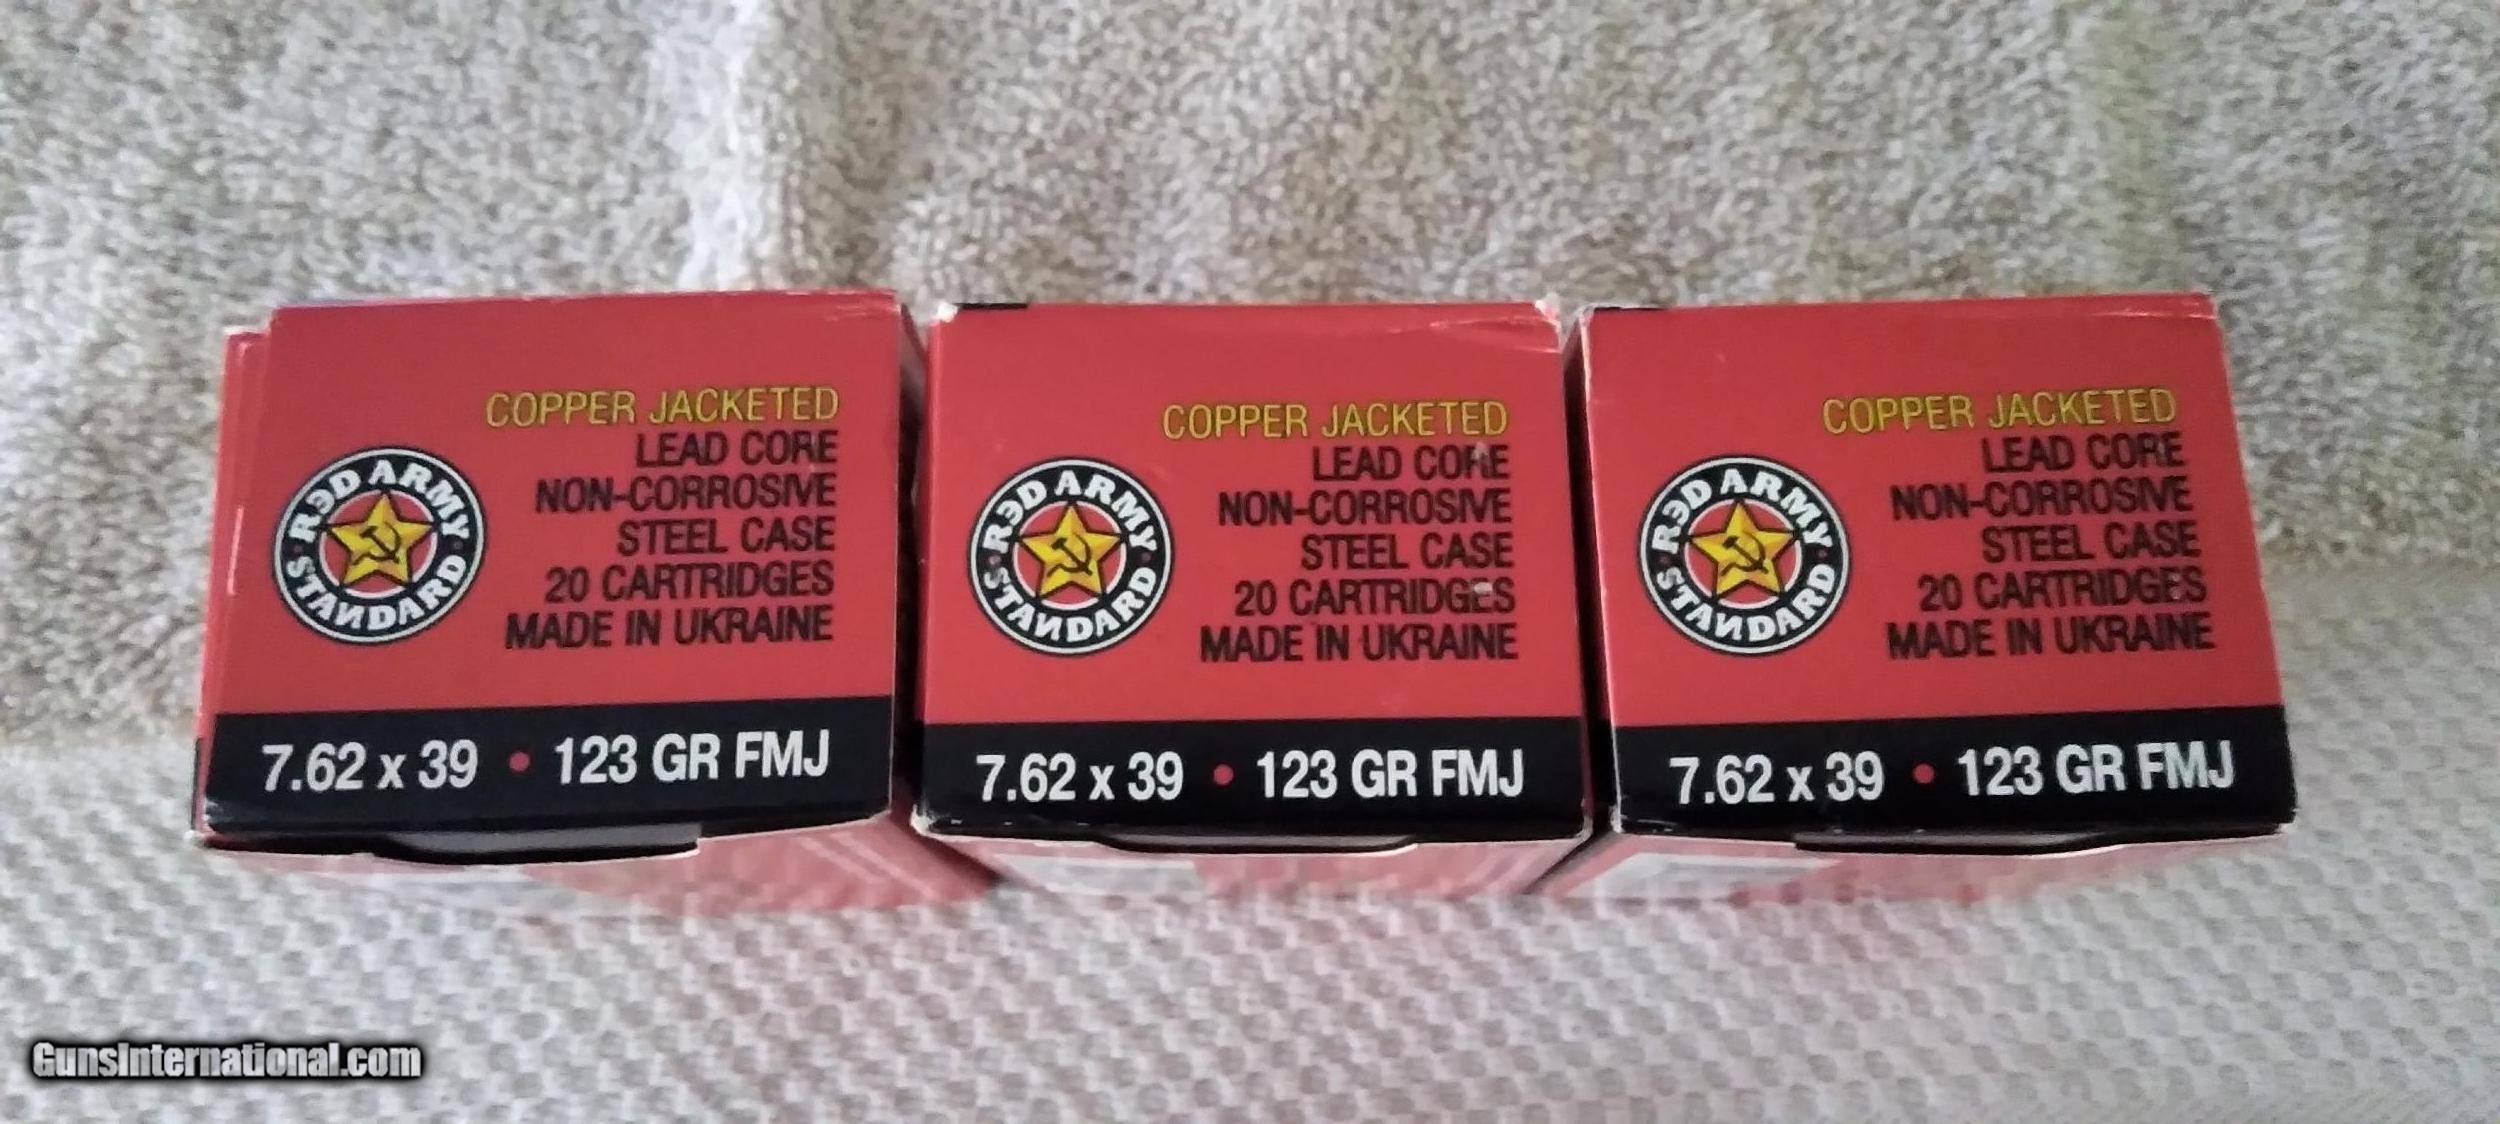 COPPER JACKETED
LEAD CORE
NON-CORROSIVE
STEEL CASE
20 CARTRIDGES
MADE IN UKRAINE
RED ARMY
STANDARD
7.62 x 39 • 123 GR FMJ
COPPER JACKETED
LEAD CORE
NON-CORROSIVE
STEEL CASE
20 CARTRIDGES
MADE IN UKRAINE
RED ARMY
STANDARD
7.62 x 39 • 123 GR FMJ
COPPER JACKETED
LEAD CORE
NON-CORROSIVE
STEEL CASE
20 CARTRIDGES
MADE IN UKRAINE
RED ARMY
STANDARD
7.62 x 39 • 123 GR FMJ
GunsInternational.com